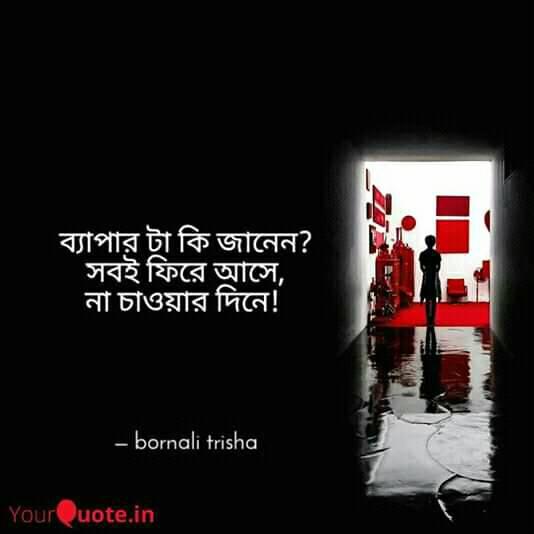 ব্যাপার টা কি জানেন?
সবই ফিরে আসে,
না চাওয়ার দিনে!
— bornali trisha
YourQuote.in